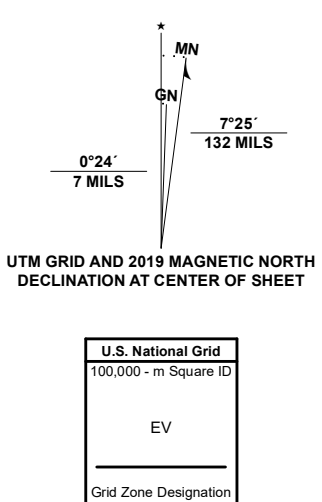 ★
MN
GN
7°25´
132 MILS
0°24´
7 MILS
UTM GRID AND 2019 MAGNETIC NORTH
DECLINATION AT CENTER OF SHEET
U.S. National Grid
100,000 - m Square ID
EV
Grid Zone Designation